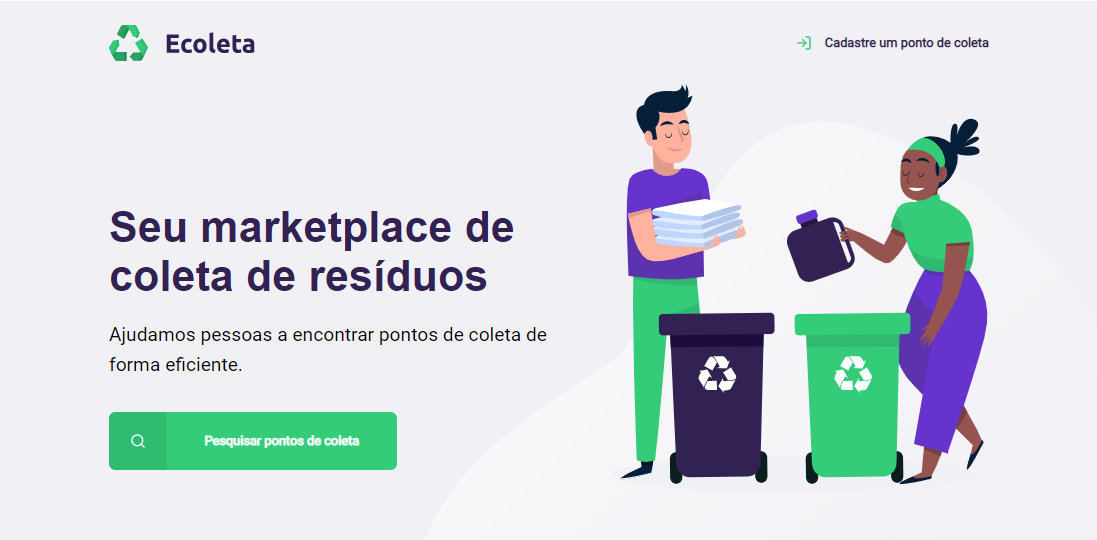 Ecoleta
Cadastre um ponto de coleta
Seu marketplace de
coleta de resíduos
Ajudamos pessoas a encontrar pontos de coleta de
forma eficiente.
Pesquisar pontos de coleta